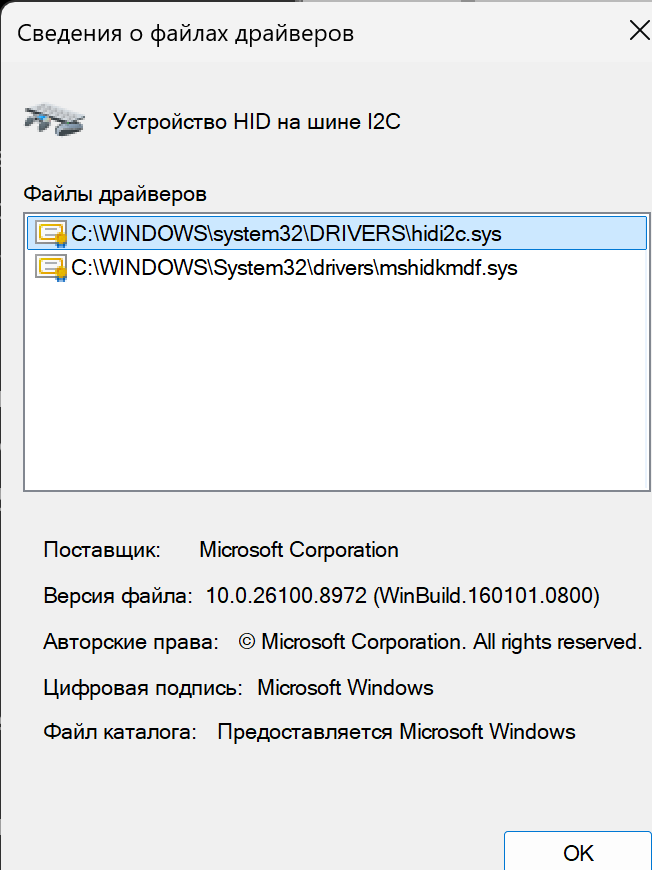 Сведения о файлах драйверов
Устройство HID на шине I2C
Файлы драйверов
C:\WINDOWS\system32\DRIVERS\hidi2c.sys
C:\WINDOWS\System32\drivers\mshidkmdf.sys
Поставщик: Microsoft Corporation
Версия файла: 10.0.26100.8972 (WinBuild.160101.0800)
Авторские права: © Microsoft Corporation. All rights reserved.
Цифровая подпись: Microsoft Windows
Файл каталога: Предоставляется Microsoft Windows
OK